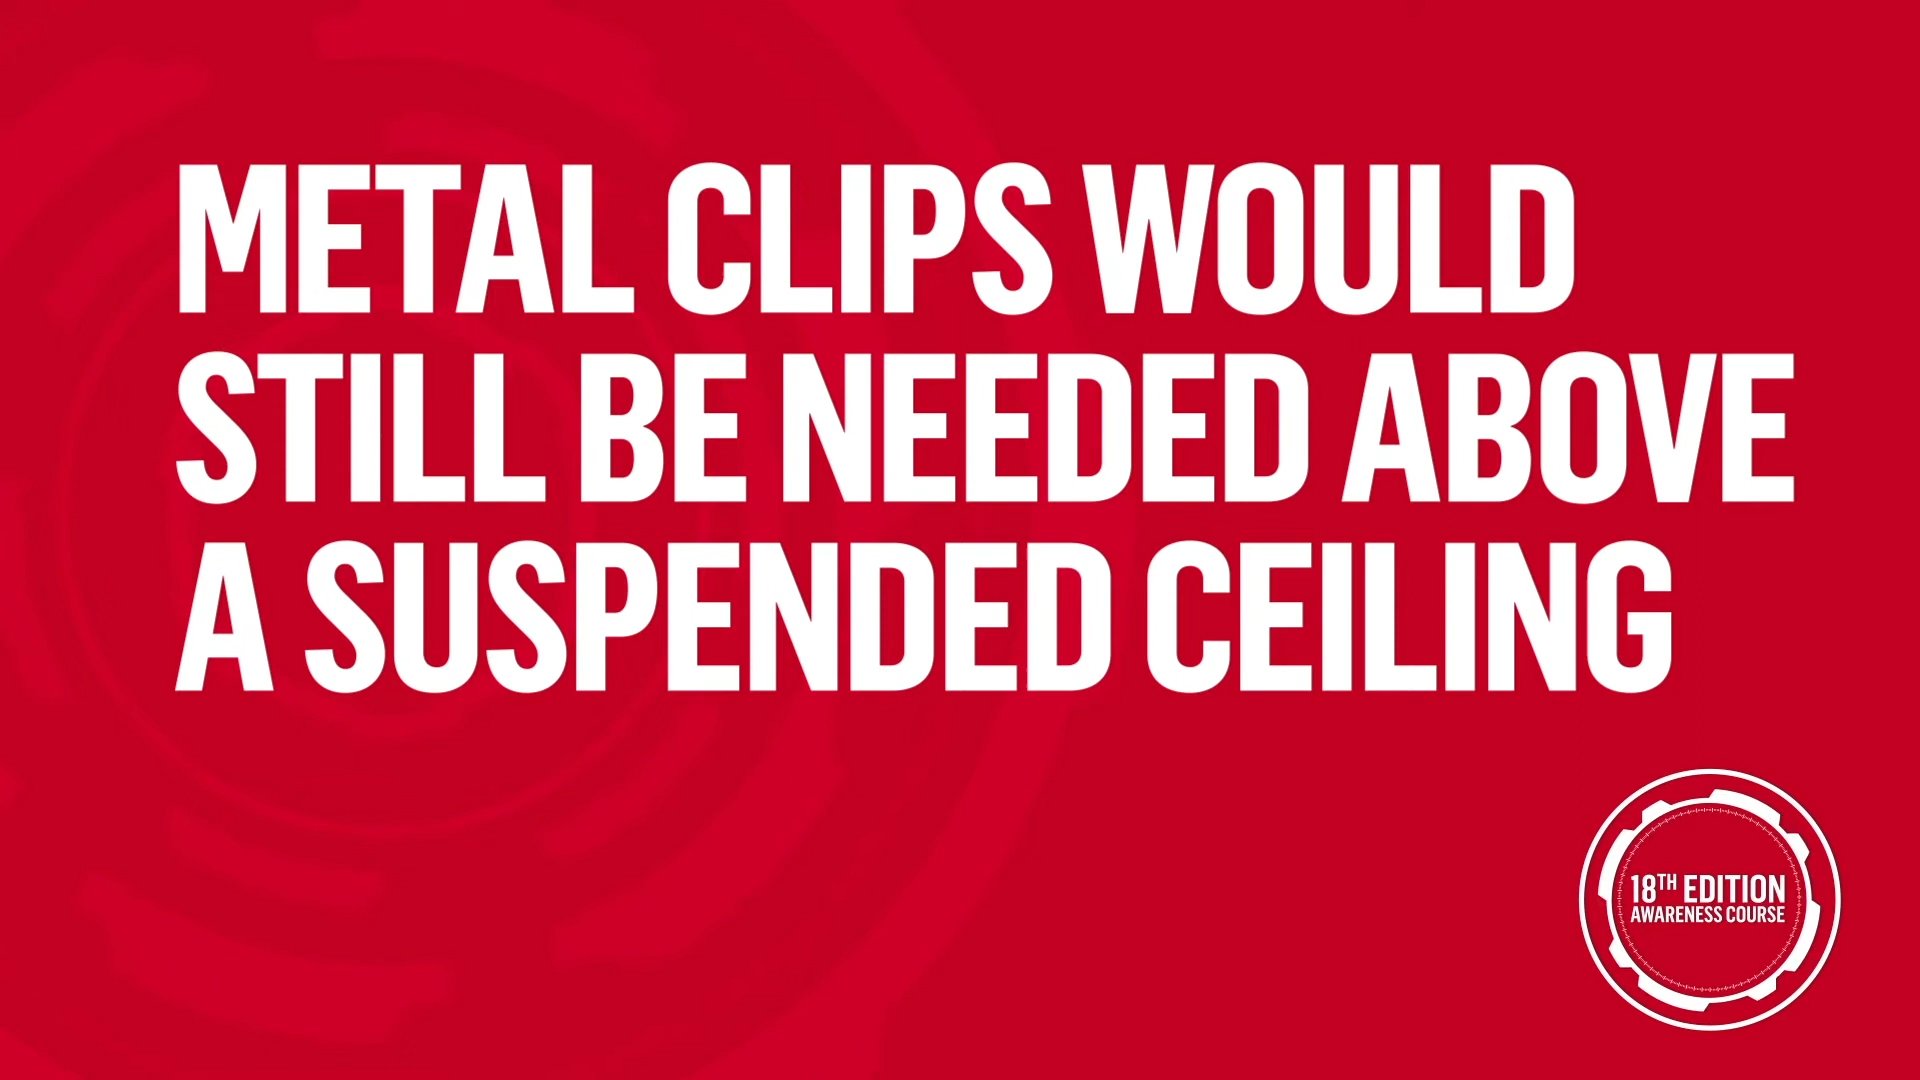 METAL CLIPS WOULD
STILL BE NEEDED ABOVE
A SUSPENDED CEILING
18TH EDITION
AWARENESS COURSE